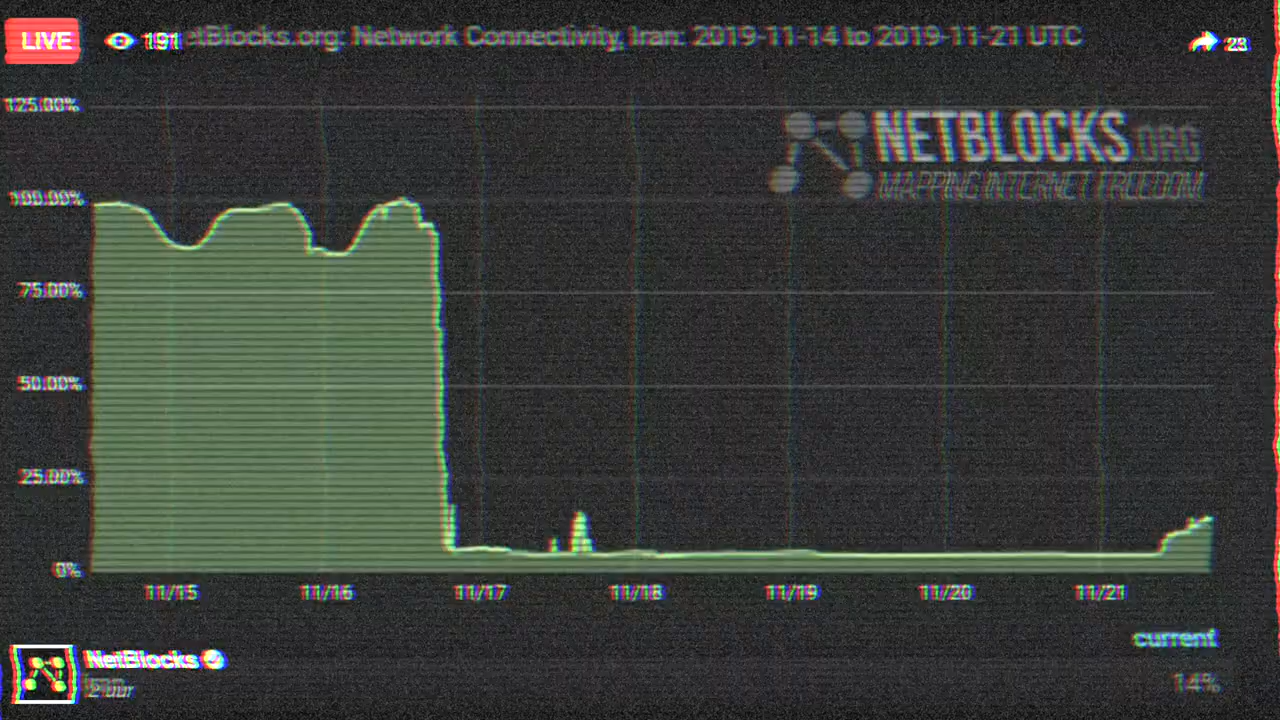 LIVE 191 etBlocks.org: Network Connectivity, Iran: 2019-11-14 to 2019-11-21 UTC 23
125.00%
NETBLOCKS.ORG
MAPPING INTERNET FREEDOM
100.00%
75.00%
50.00%
25.00%
0%
11/15 11/16 11/17 11/18 11/19 11/20 11/21
current
NetBlocks
14%
2 uur